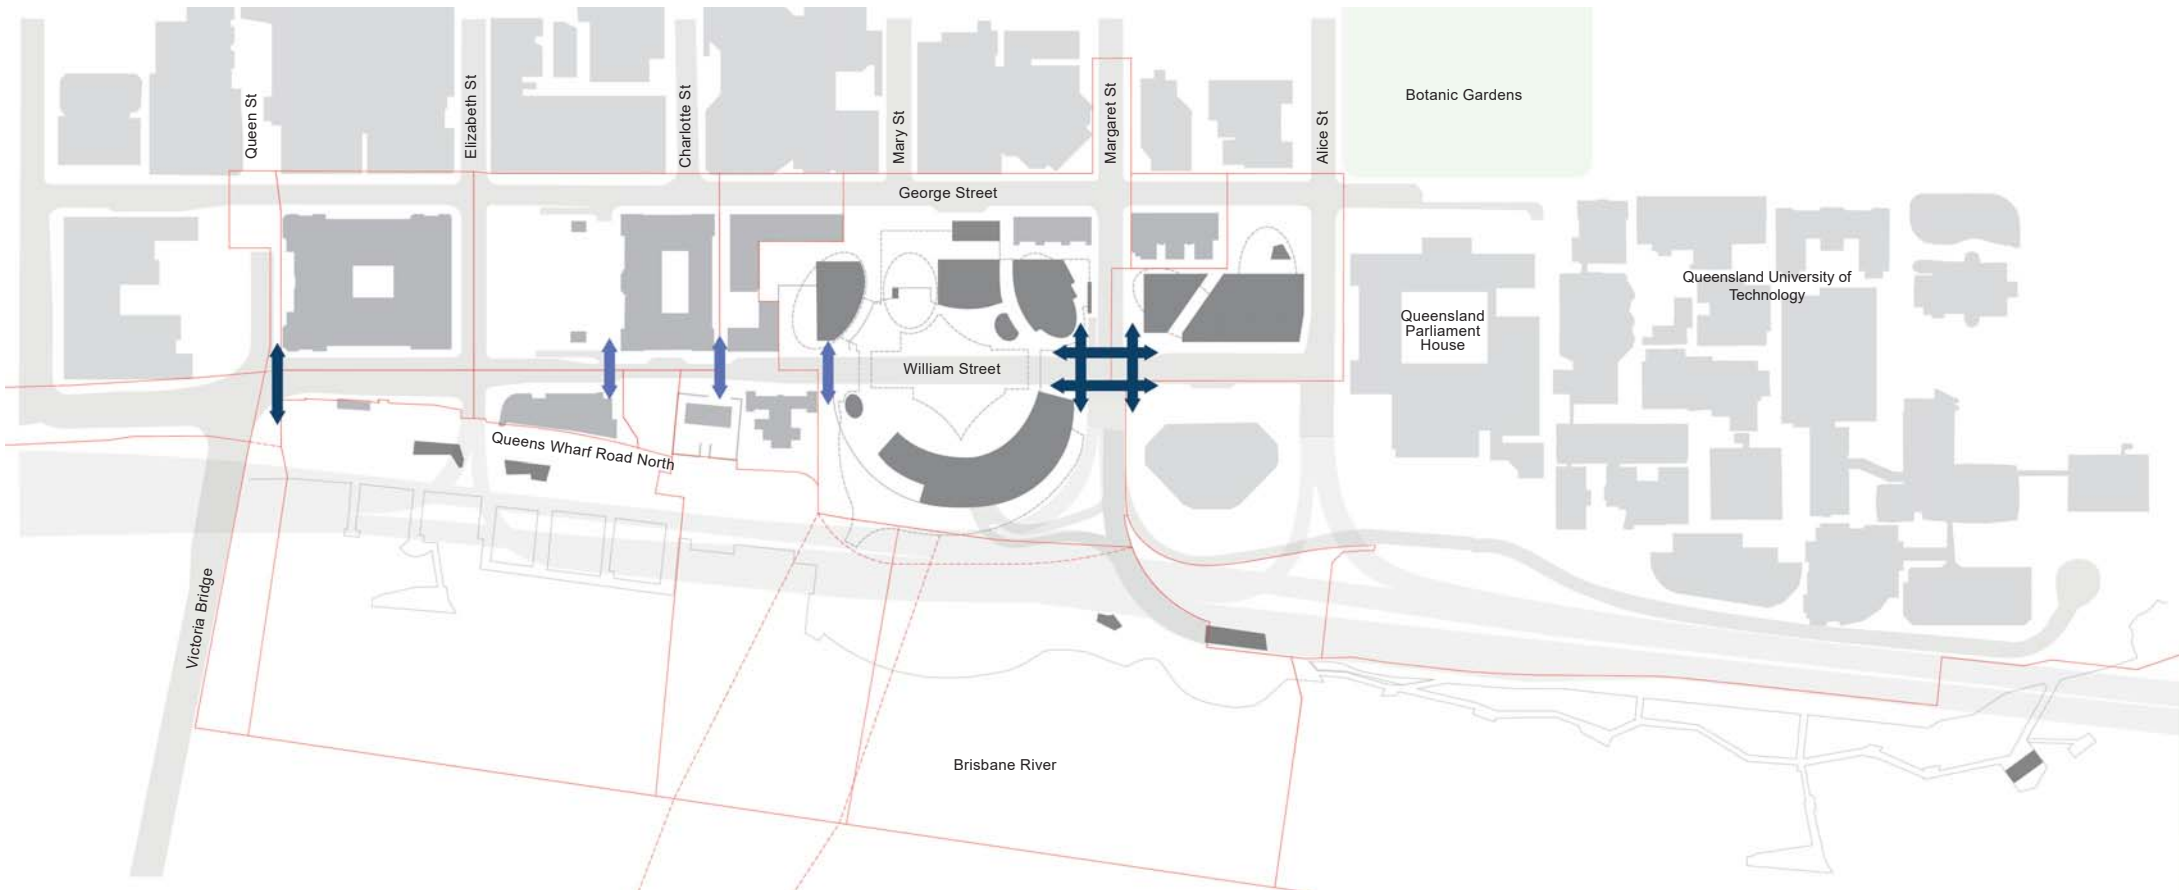 Queen St
Elizabeth St
Charlotte St
Mary St
Margaret St
Alice St
Botanic Gardens
George Street
Queensland University of
Technology
Queensland
Parliament
House
William Street
Queens Wharf Road North
Victoria Bridge
Brisbane River